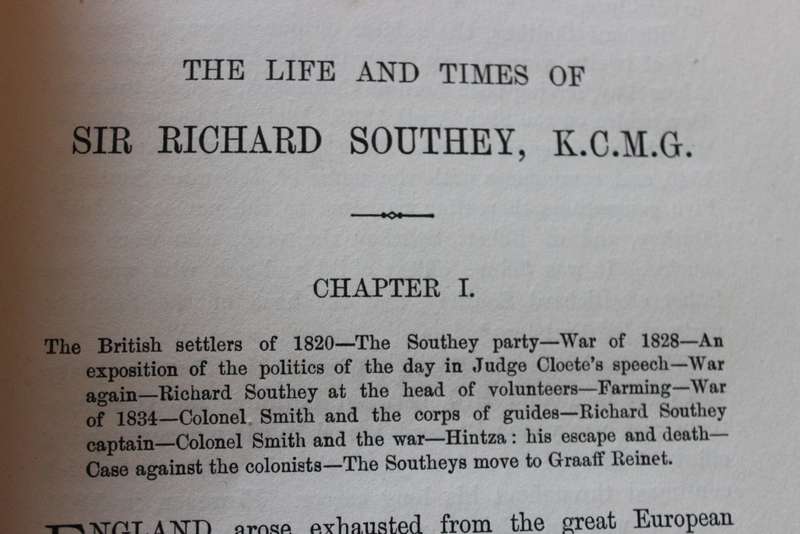 THE LIFE AND TIMES OF
SIR RICHARD SOUTHEY, K.C.M.G.
CHAPTER I.
The British settlers of 1820—The Southey party—War of 1828—An
exposition of the politics of the day in Judge Cloete's speech—War
again—Richard Southey at the head of volunteers—Farming—War
of 1834—Colonel Smith and the corps of guides—Richard Southey
captain—Colonel Smith and the war—Hintza: his escape and death—
Case against the colonists—The Southeys move to Graaff Reinet.
ENGLAND arose exhausted from the great European